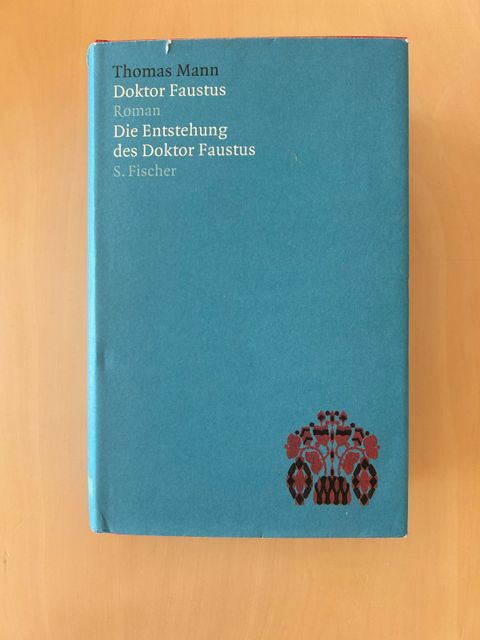 Thomas Mann
Doktor Faustus
Roman
Die Entstehung
des Doktor Faustus
S. Fischer